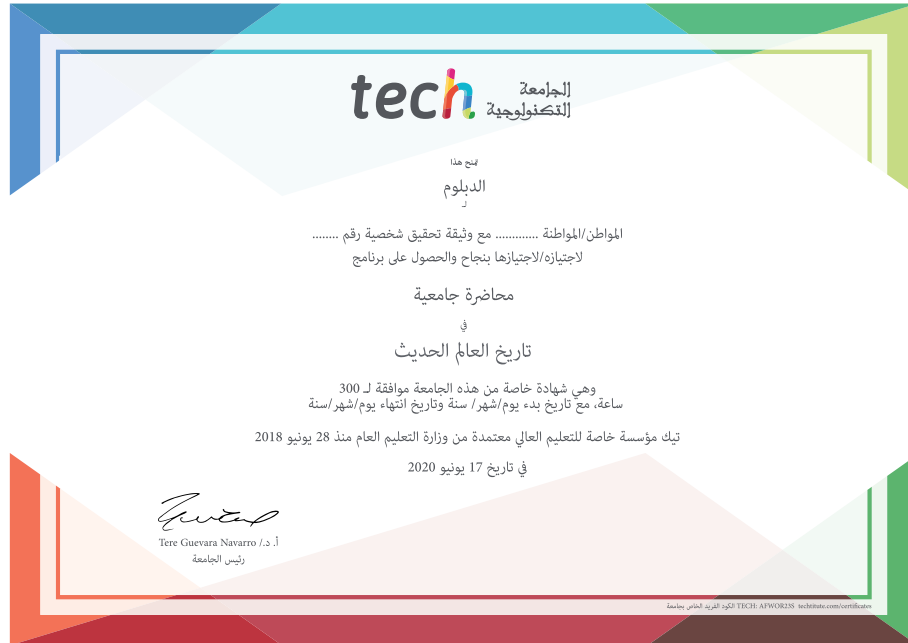 tech الجامعة
التكنولوجية
يمنح هذا
الدبلوم
لـ
المواطن/المواطنة ............. مع وثيقة تحقيق شخصية رقم ........
لاجتيازه/لاجتيازها بنجاح والحصول على برنامج
محاضرة جامعية
في
تاريخ العالم الحديث
وهي شهادة خاصة من هذه الجامعة موافقة لـ 300
ساعة، مع تاريخ بدء يوم/شهر/ سنة وتاريخ انتهاء يوم/شهر/سنة
تيك مؤسسة خاصة للتعليم العالي معتمدة من وزارة التعليم العام منذ 28 يونيو 2018
في تاريخ 17 يونيو 2020
أ. د./ Tere Guevara Navarro
رئيس الجامعة
الكود الفريد الخاص بجامعة TECH: AFWOR23S techtitute.com/certificates